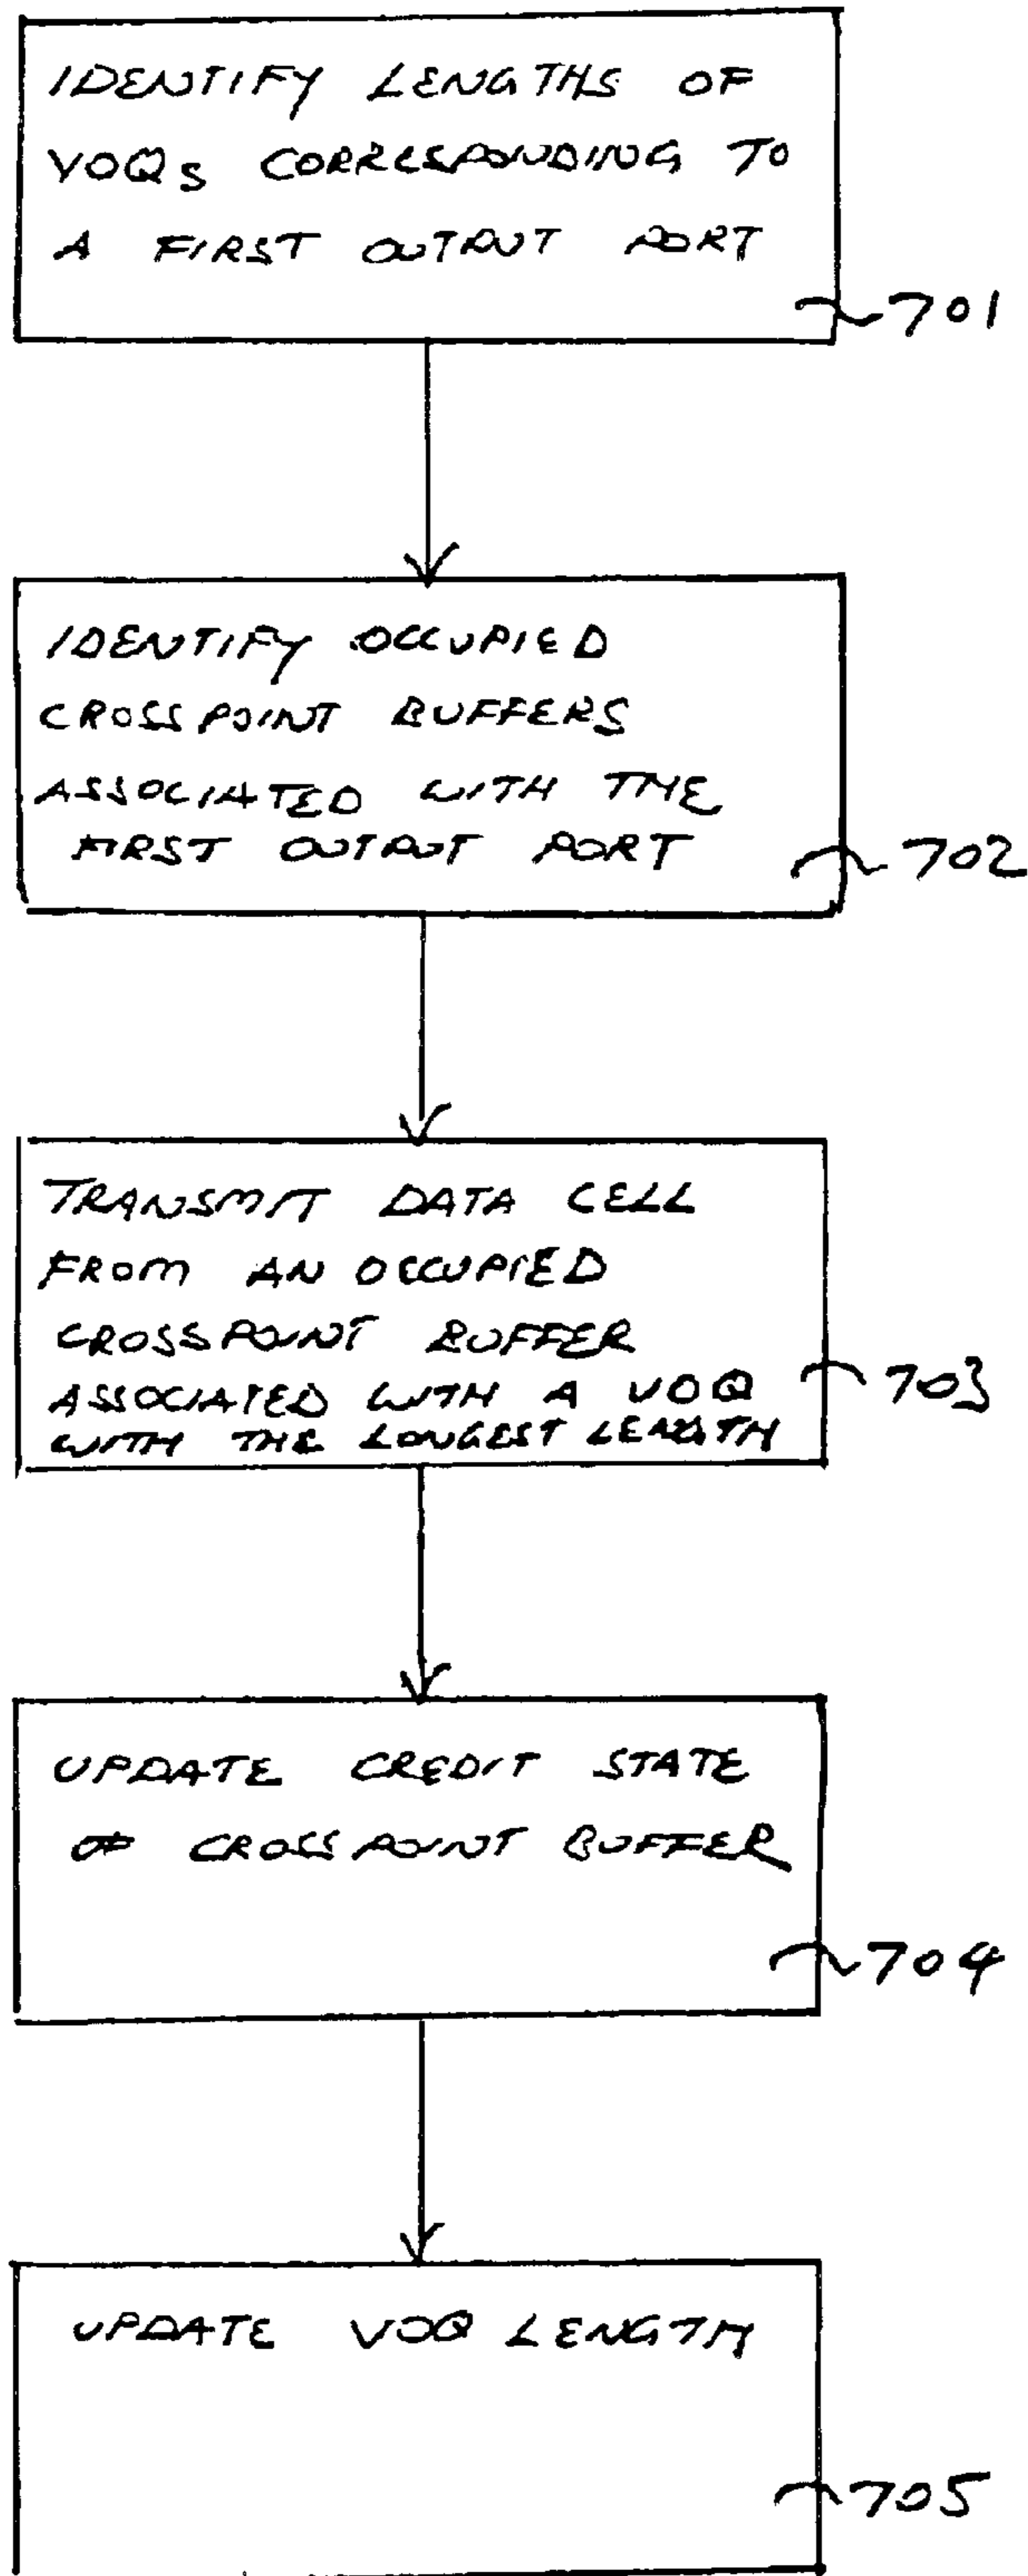 IDENTIFY LENGTHS OF
VOQs CORRESPONDING TO
A FIRST OUTPUT PORT
701
IDENTIFY OCCUPIED
CROSSPOINT BUFFERS
ASSOCIATED WITH THE
FIRST OUTPUT PORT
702
TRANSMIT DATA CELL
FROM AN OCCUPIED
CROSSPOINT BUFFER
ASSOCIATED WITH A VOQ
WITH THE LONGEST LENGTH
703
UPDATE CREDIT STATE
OF CROSSPOINT BUFFER
704
UPDATE VOQ LENGTH
705